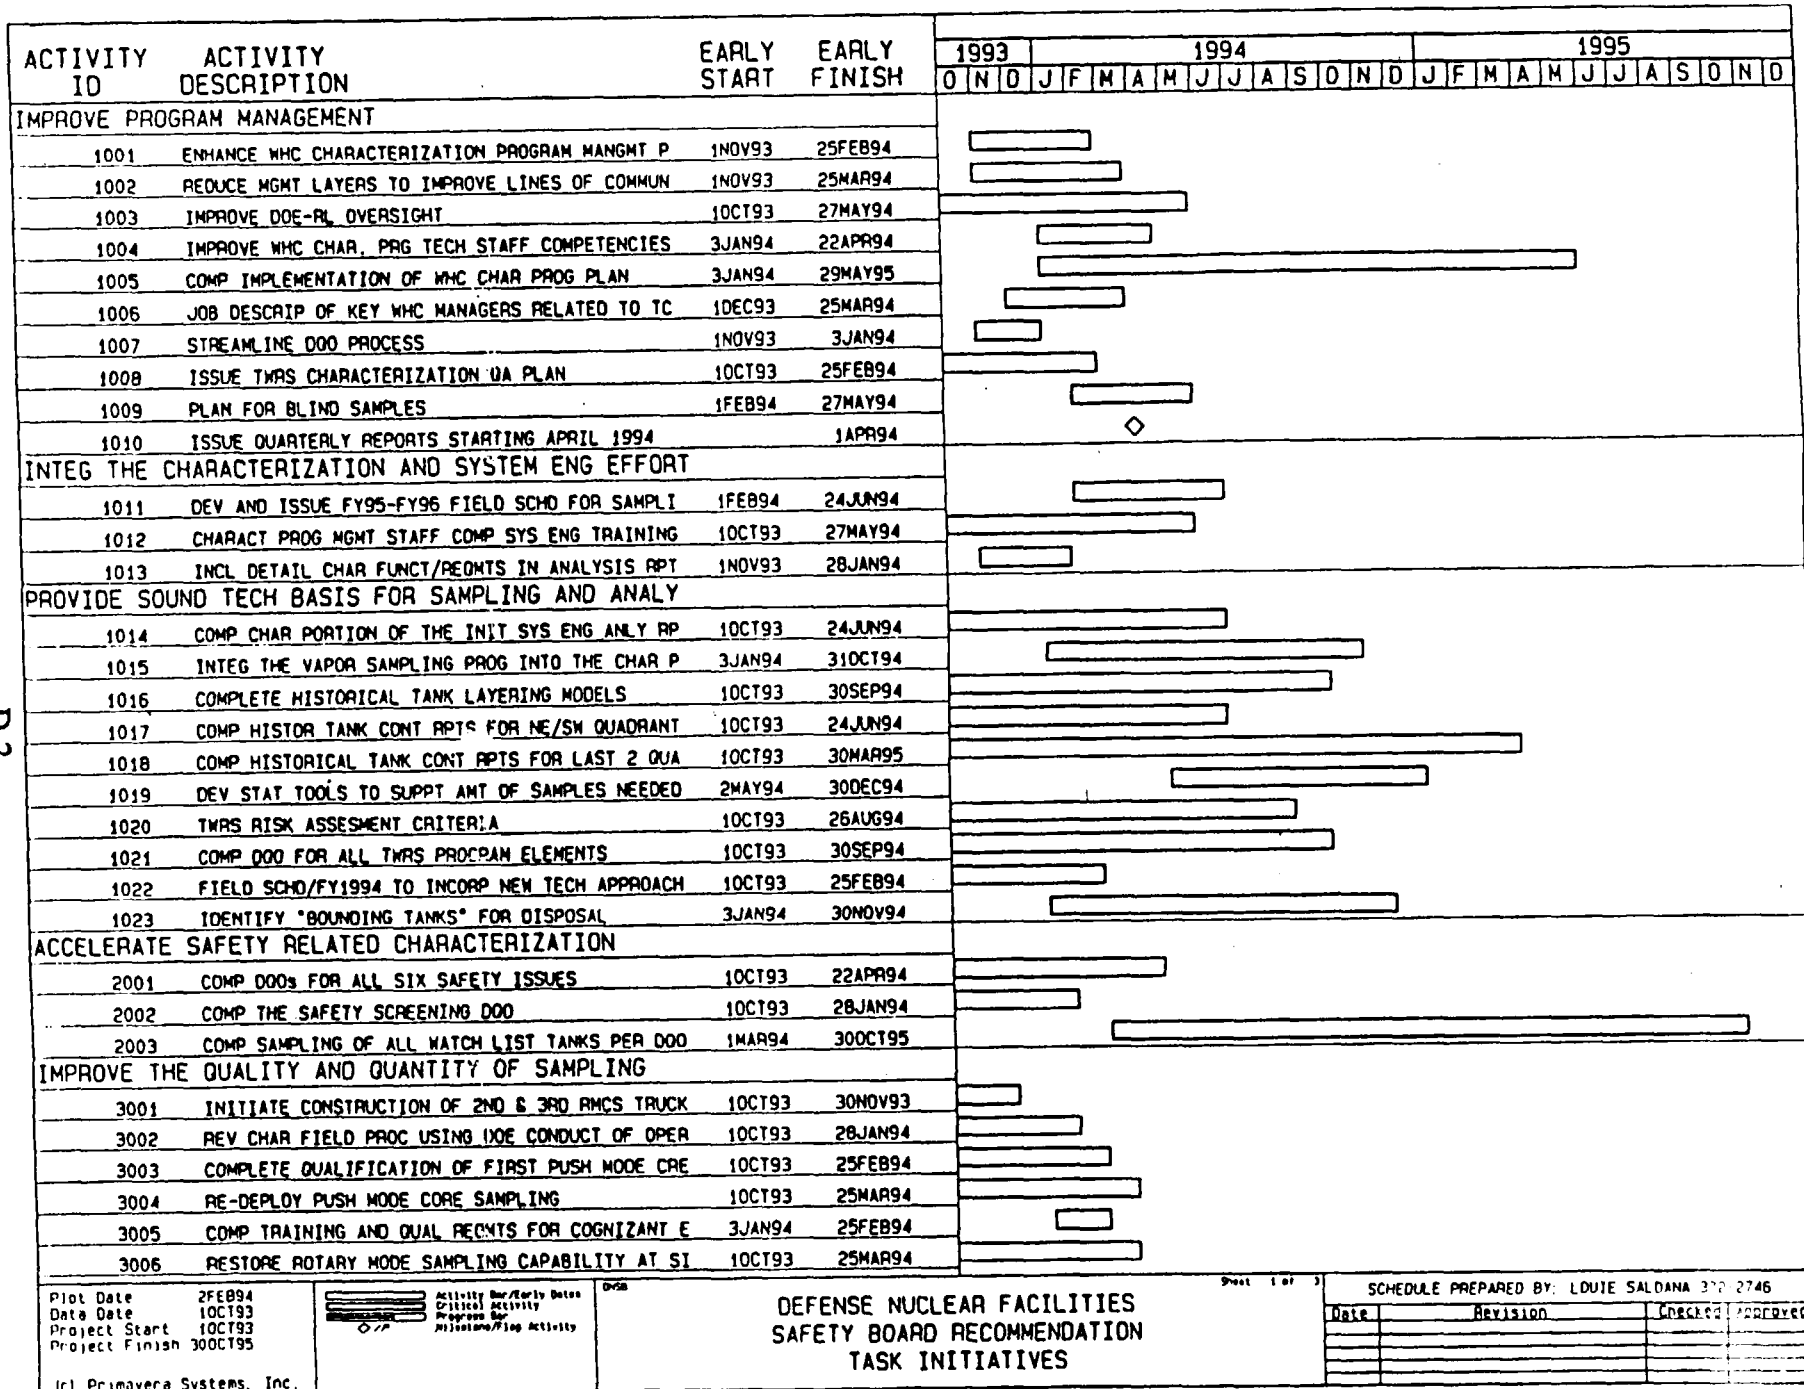 1993 1994 1995
ACTIVITY ID ACTIVITY DESCRIPTION EARLY START EARLY FINISH O N D J F M A M J J A S O N D J F M A M J J A S O N D
IMPROVE PROGRAM MANAGEMENT
1001 ENHANCE WHC CHARACTERIZATION PROGRAM MANGMT P 1NOV93 25FEB94
1002 REDUCE MGMT LAYERS TO IMPROVE LINES OF COMMUN 1NOV93 25MAR94
1003 IMPROVE DOE-RL OVERSIGHT 1OCT93 27MAY94
1004 IMPROVE WHC CHAR. PRG TECH STAFF COMPETENCIES 3JAN94 22APR94
1005 COMP IMPLEMENTATION OF WHC CHAR PROG PLAN 3JAN94 29MAY95
1006 JOB DESCRIP OF KEY WHC MANAGERS RELATED TO TC 1DEC93 25MAR94
1007 STREAMLINE DQO PROCESS 1NOV93 3JAN94
1008 ISSUE TWRS CHARACTERIZATION QA PLAN 1OCT93 25FEB94
1009 PLAN FOR BLIND SAMPLES 1FEB94 27MAY94
1010 ISSUE QUARTERLY REPORTS STARTING APRIL 1994 1APR94
INTEG THE CHARACTERIZATION AND SYSTEM ENG EFFORT
1011 DEV AND ISSUE FY95-FY96 FIELD SCHD FOR SAMPLI 1FEB94 24JUN94
1012 CHARACT PROG MGMT STAFF COMP SYS ENG TRAINING 1OCT93 27MAY94
1013 INCL DETAIL CHAR FUNCT/REQMTS IN ANALYSIS RPT 1NOV93 28JAN94
PROVIDE SOUND TECH BASIS FOR SAMPLING AND ANALY
1014 COMP CHAR PORTION OF THE INIT SYS ENG ANLY RP 1OCT93 24JUN94
1015 INTEG THE VAPOR SAMPLING PROG INTO THE CHAR P 3JAN94 31OCT94
1016 COMPLETE HISTORICAL TANK LAYERING MODELS 1OCT93 30SEP94
1017 COMP HISTOR TANK CONT RPTS FOR NE/SW QUADRANT 1OCT93 24JUN94
1018 COMP HISTORICAL TANK CONT RPTS FOR LAST 2 QUA 1OCT93 30MAR95
1019 DEV STAT TOOLS TO SUPPT AMT OF SAMPLES NEEDED 2MAY94 30DEC94
1020 TWRS RISK ASSESMENT CRITERIA 1OCT93 26AUG94
1021 COMP DQO FOR ALL TWRS PROGRAM ELEMENTS 1OCT93 30SEP94
1022 FIELD SCHD/FY1994 TO INCORP NEW TECH APPROACH 1OCT93 25FEB94
1023 IDENTIFY "BOUNDING TANKS" FOR DISPOSAL 3JAN94 30NOV94
ACCELERATE SAFETY RELATED CHARACTERIZATION
2001 COMP DQOs FOR ALL SIX SAFETY ISSUES 1OCT93 22APR94
2002 COMP THE SAFETY SCREENING DQO 1OCT93 28JAN94
2003 COMP SAMPLING OF ALL WATCH LIST TANKS PER DQO 1MAR94 30OCT95
IMPROVE THE QUALITY AND QUANTITY OF SAMPLING
3001 INITIATE CONSTRUCTION OF 2ND & 3RD RMCS TRUCK 1OCT93 30NOV93
3002 REV CHAR FIELD PROC USING DOE CONDUCT OF OPER 1OCT93 28JAN94
3003 COMPLETE QUALIFICATION OF FIRST PUSH MODE CRE 1OCT93 25FEB94
3004 RE-DEPLOY PUSH MODE CORE SAMPLING 1OCT93 25MAR94
3005 COMP TRAINING AND QUAL REQMTS FOR COGNIZANT E 3JAN94 25FEB94
3006 RESTORE ROTARY MODE SAMPLING CAPABILITY AT SI 1OCT93 25MAR94
Plot Date 2FEB94
Data Date 1OCT93
Project Start 1OCT93
Project Finish 30OCT95
(c) Primavera Systems, Inc.
Activity Bar/Early Dates
Critical Activity
Progress Bar
Milestone/Flag Activity
DNSB
Sheet 1 of 3
DEFENSE NUCLEAR FACILITIES
SAFETY BOARD RECOMMENDATION
TASK INITIATIVES
SCHEDULE PREPARED BY: LOUIE SALDANA 2746
Date Revision Checked Approved